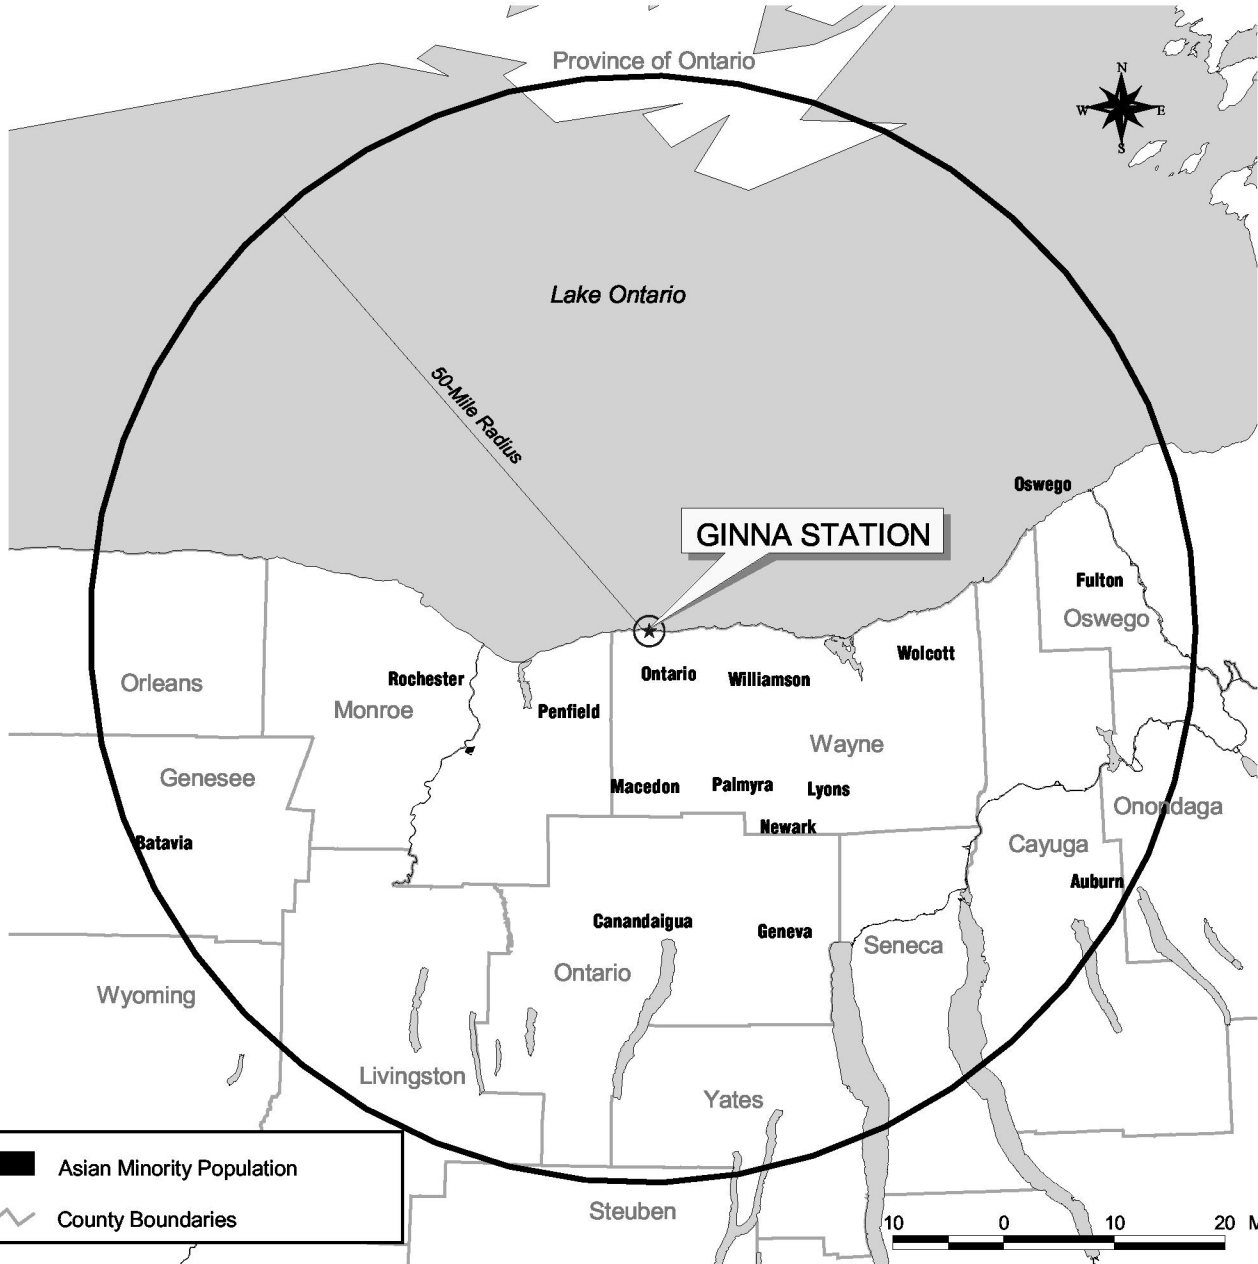 Province of Ontario
N
W E
S
Lake Ontario
50-Mile Radius
Oswego
GINNA STATION
Fulton
Oswego
Wolcott
Ontario
Williamson
Rochester
Orleans
Monroe
Penfield
Wayne
Genesee
Macedon
Palmyra
Lyons
Onondaga
Newark
Batavia
Cayuga
Auburn
Canandaigua
Geneva
Seneca
Ontario
Wyoming
Livingston
Yates
Asian Minority Population
Steuben
County Boundaries
10 0 10 20 M